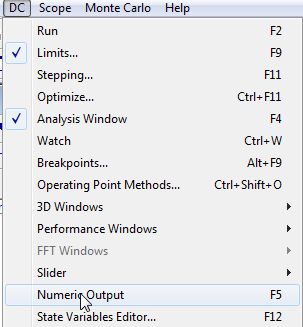 DC Scope Monte Carlo Help
Run F2
Limits... F9
Stepping... F11
Optimize... Ctrl+F11
Analysis Window F4
Watch Ctrl+W
Breakpoints... Alt+F9
Operating Point Methods... Ctrl+Shift+O
3D Windows
Performance Windows
FFT Windows
Slider
Numeric Output F5
State Variables Editor... F12